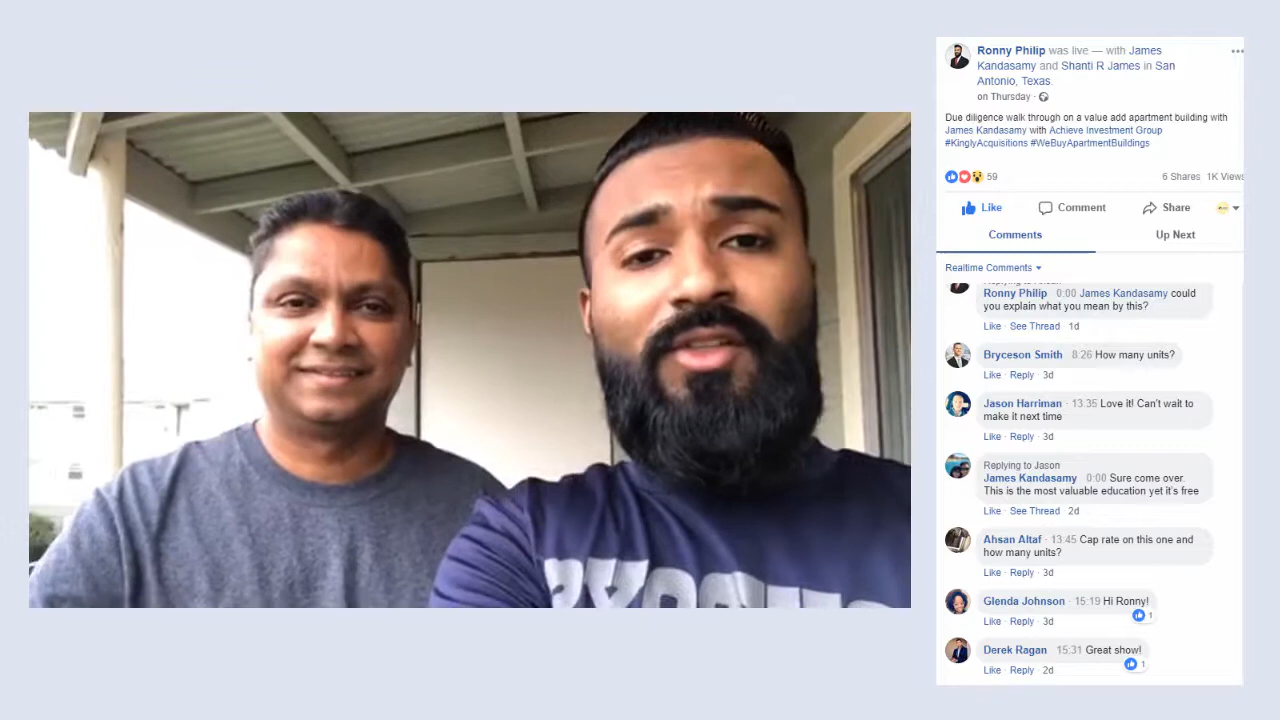 Ronny Philip was live — with James
Kandasamy and Shanti R James in San
Antonio, Texas.
on Thursday ·
Due diligence walk through on a value add apartment building with
James Kandasamy with Achieve Investment Group
#KinglyAcquisitions #WeBuyApartmentBuildings
59 6 Shares 1K Views
Like Comment Share
Comments Up Next
Realtime Comments
Ronny Philip 0:00 James Kandasamy could
you explain what you mean by this?
Like · See Thread · 1d
Bryceson Smith · 8:26 How many units?
Like · Reply · 3d
Jason Harriman · 13:35 Love it! Can't wait to
make it next time
Like · Reply · 3d
Replying to Jason
James Kandasamy 0:00 Sure come over.
This is the most valuable education yet it's free
Like · See Thread · 2d
Ahsan Altaf · 13:45 Cap rate on this one and
how many units?
Like · Reply · 3d
Glenda Johnson · 15:19 Hi Ronny!
1
Like · Reply · 3d
Derek Ragan 15:31 Great show!
1
Like · Reply · 2d